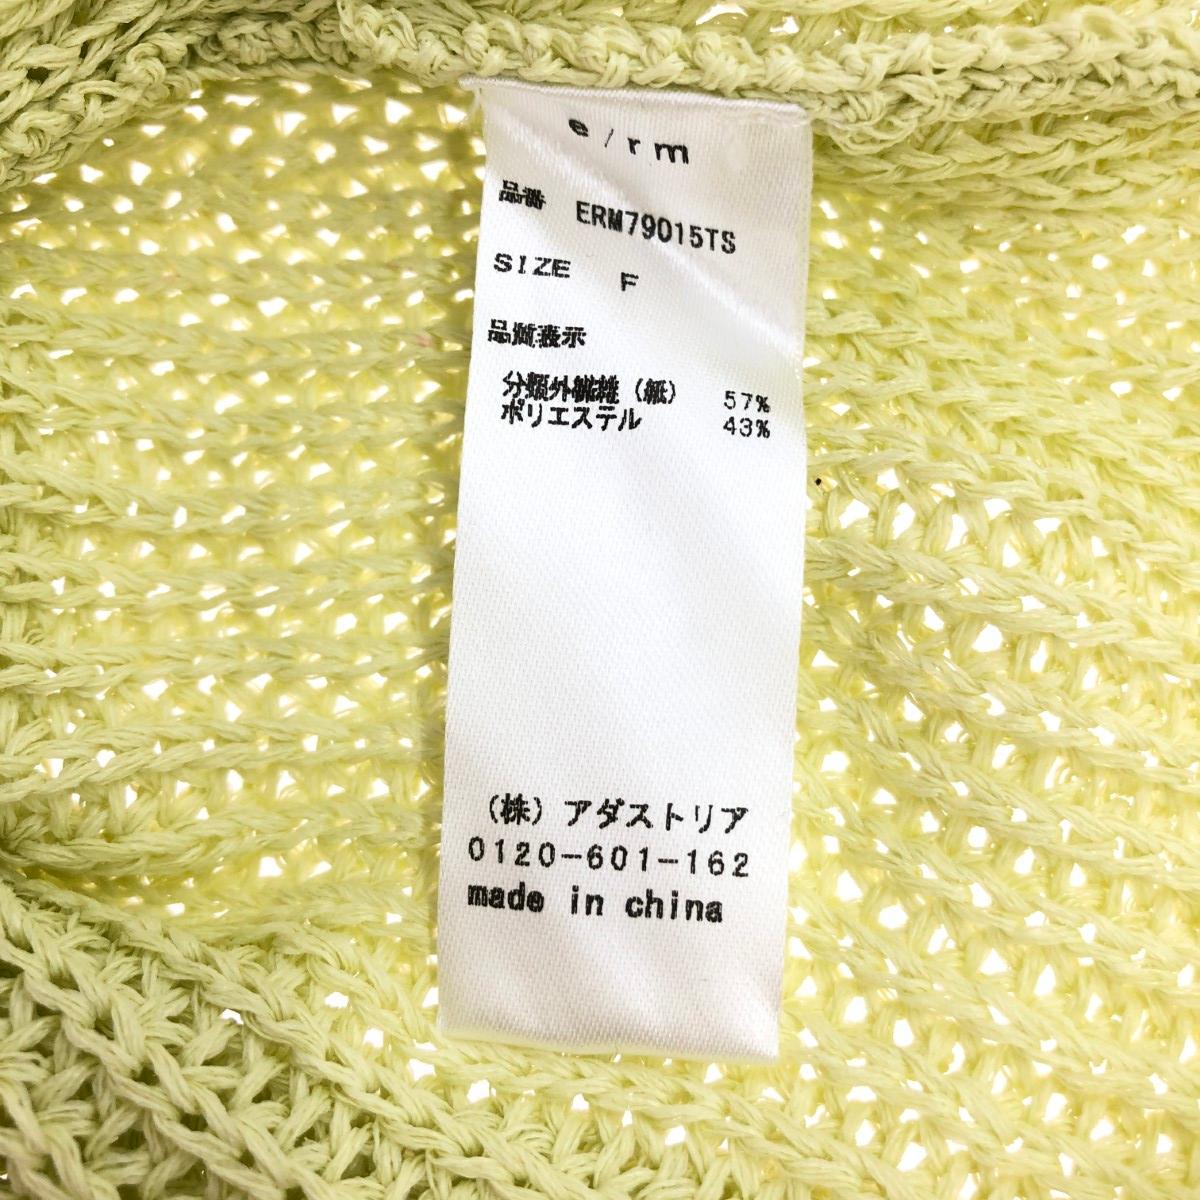 e/rm
品番 ERM79015TS
SIZE F
品質表示
分類外繊維(紙) 57%
ポリエステル 43%
(株)アダストリア
0120-601-162
made in china